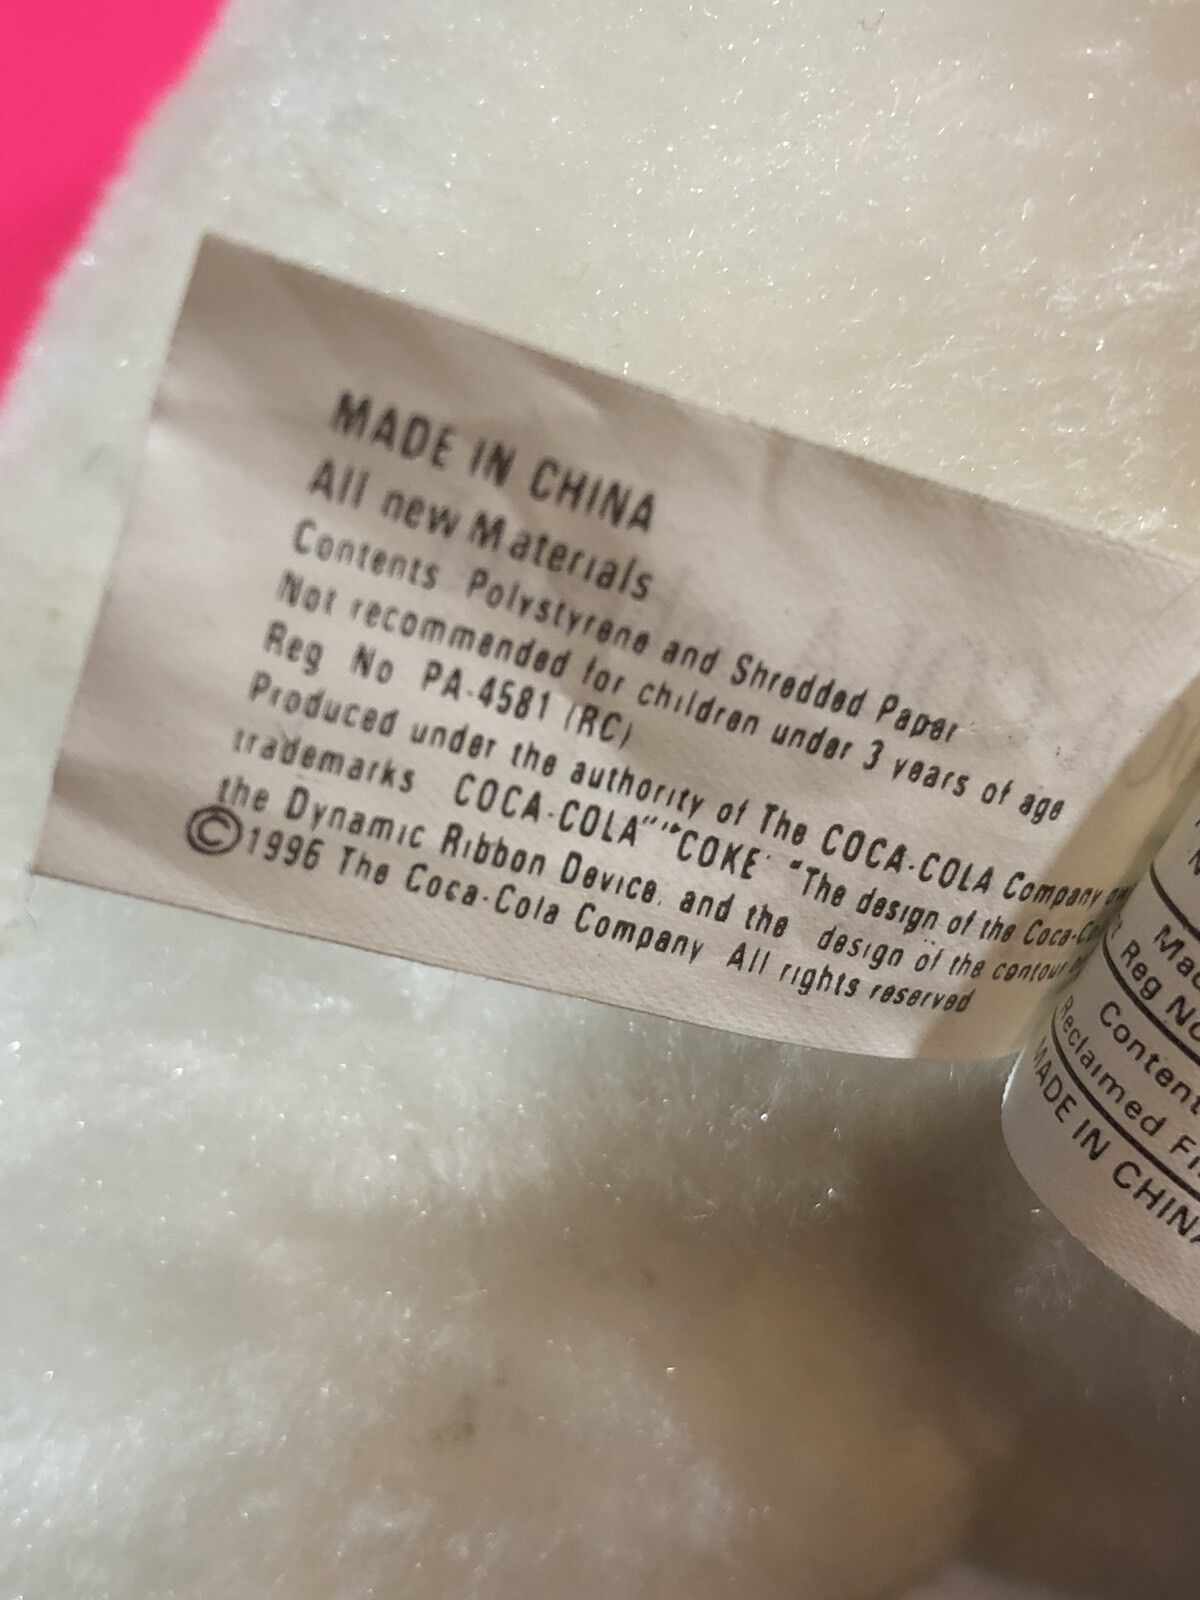 MADE IN CHINA
All new Materials
Contents Polystyrene and Shredded Paper
Not recommended for children under 3 years of age
Reg No PA-4581 (RC)
Produced under the authority of The COCA-COLA Company
trademarks COCA-COLA" "COKE" "The design of the Coca-Co
the Dynamic Ribbon Device, and the design of the contour
©1996 The Coca-Cola Company All rights reserved
Reg No
Content
Reclaimed
MADE IN CHINA